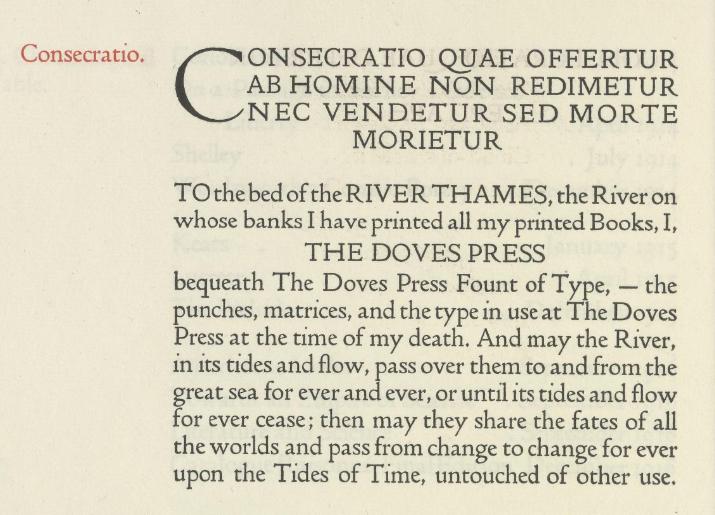 Consecratio.
CONSECRATIO QUAE OFFERTUR
AB HOMINE NON REDIMETUR
NEC VENDETUR SED MORTE
MORIETUR
TO the bed of the RIVER THAMES, the River on
whose banks I have printed all my printed Books, I,
THE DOVES PRESS
bequeath The Doves Press Fount of Type, — the
punches, matrices, and the type in use at The Doves
Press at the time of my death. And may the River,
in its tides and flow, pass over them to and from the
great sea for ever and ever, or until its tides and flow
for ever cease; then may they share the fates of all
the worlds and pass from change to change for ever
upon the Tides of Time, untouched of other use.